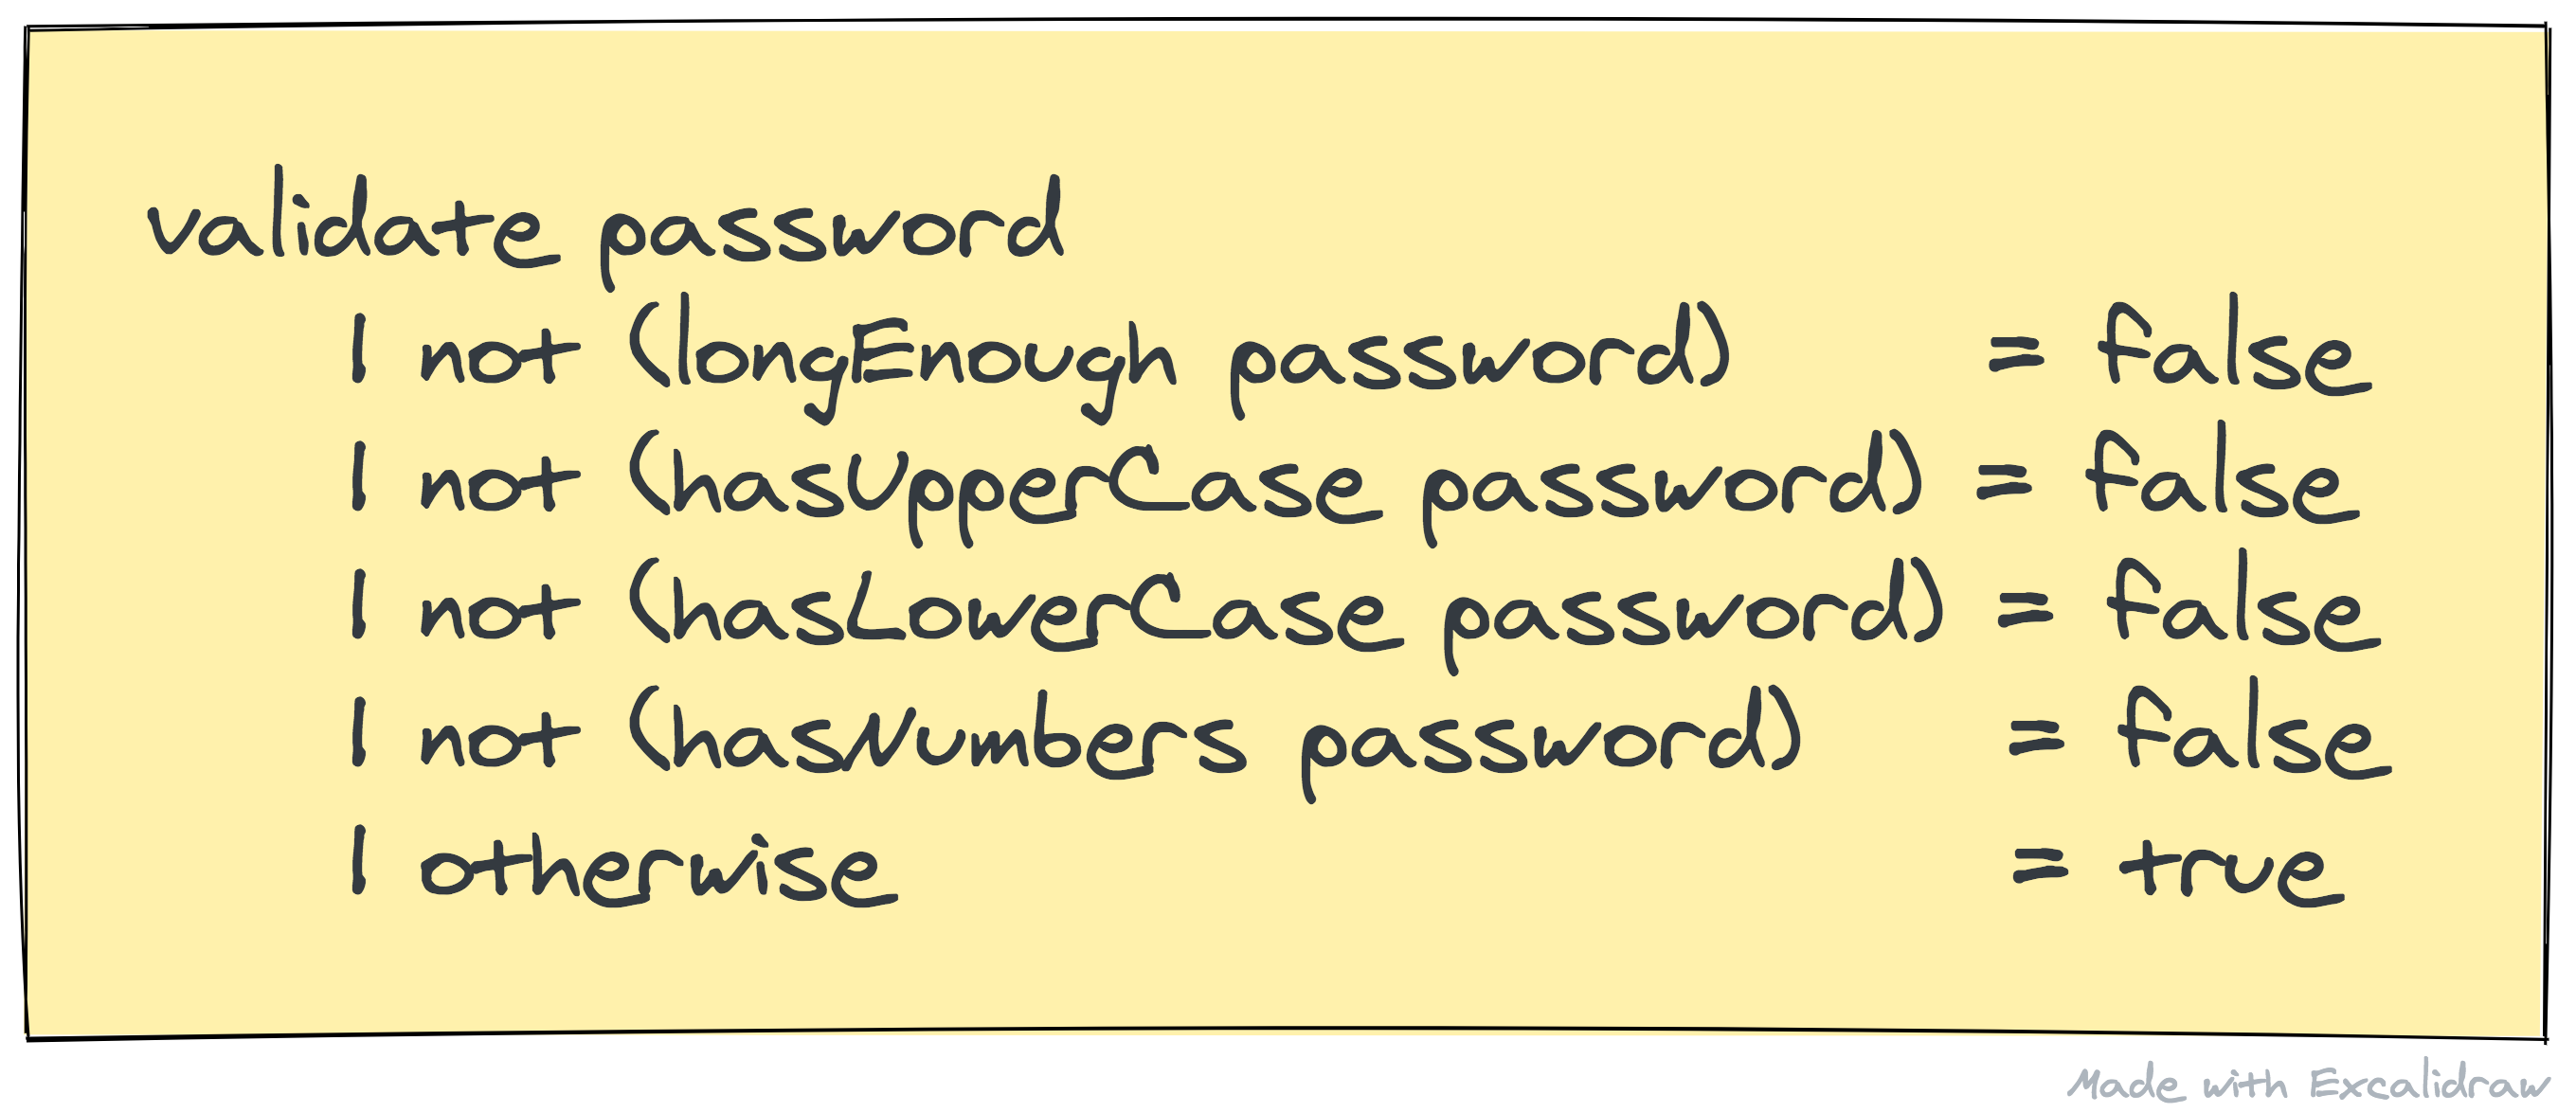 validate password
| not (longEnough password) = false
| not (hasUpperCase password) = false
| not (hasLowerCase password) = false
| not (hasNumbers password) = false
| otherwise = true
Made with Excalidraw